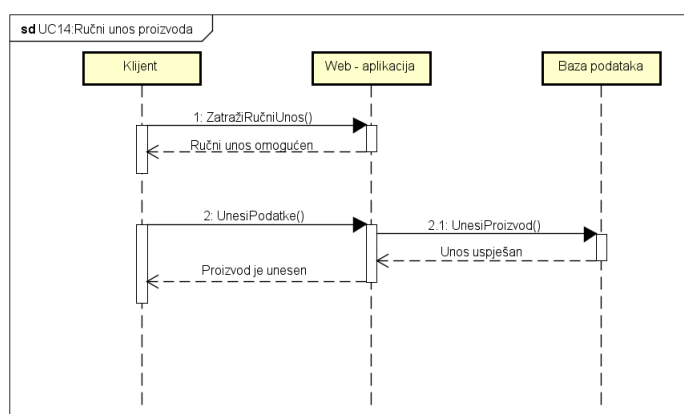 sd UC14:Ručni unos proizvoda
Klijent
Web - aplikacija
Baza podataka
1: ZatražiRučniUnos()
Ručni unos omogućen
2: UnesiPodatke()
2.1: UnesiProizvod()
Unos uspješan
Proizvod je unesen